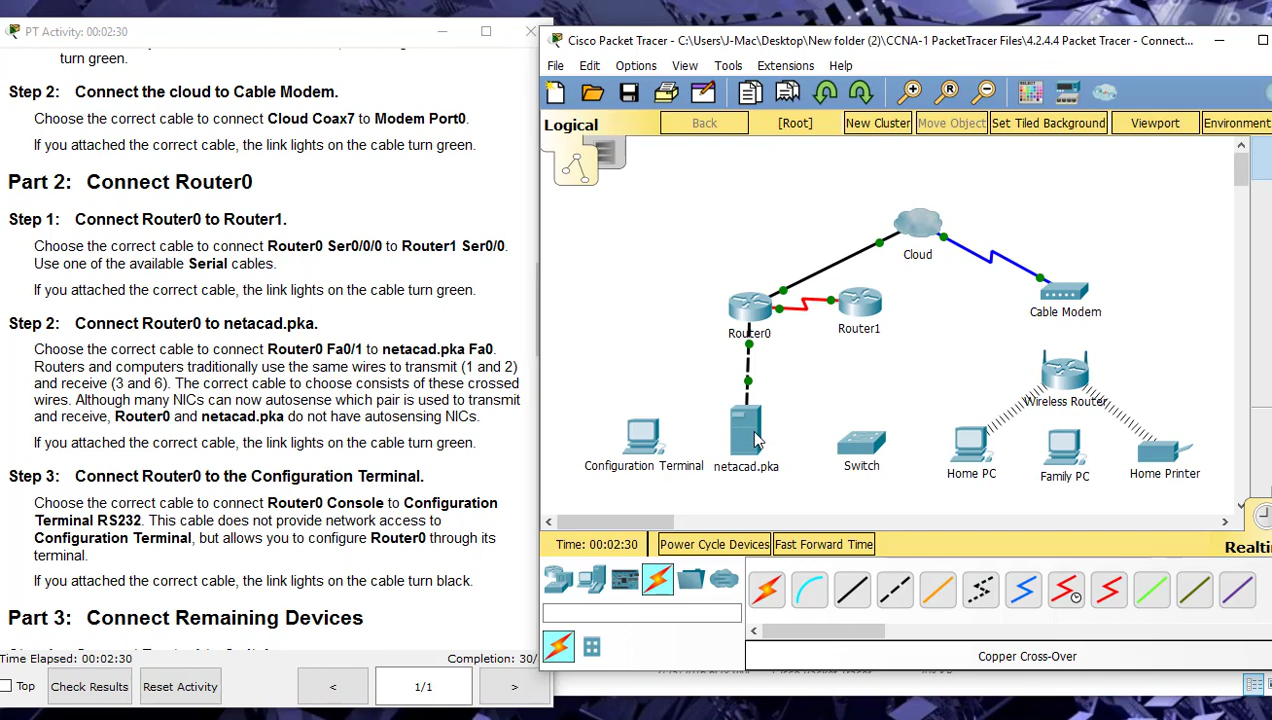 PT Activity: 00:02:30
turn green.
Step 2: Connect the cloud to Cable Modem.
Choose the correct cable to connect Cloud Coax7 to Modem Port0.
If you attached the correct cable, the link lights on the cable turn green.
Part 2: Connect Router0
Step 1: Connect Router0 to Router1.
Choose the correct cable to connect Router0 Ser0/0/0 to Router1 Ser0/0.
Use one of the available Serial cables.
If you attached the correct cable, the link lights on the cable turn green.
Step 2: Connect Router0 to netacad.pka.
Choose the correct cable to connect Router0 Fa0/1 to netacad.pka Fa0.
Routers and computers traditionally use the same wires to transmit (1 and 2)
and receive (3 and 6). The correct cable to choose consists of these crossed
wires. Although many NICs can now autosense which pair is used to transmit
and receive, Router0 and netacad.pka do not have autosensing NICs.
If you attached the correct cable, the link lights on the cable turn green.
Step 3: Connect Router0 to the Configuration Terminal.
Choose the correct cable to connect Router0 Console to Configuration
Terminal RS232. This cable does not provide network access to
Configuration Terminal, but allows you to configure Router0 through its
terminal.
If you attached the correct cable, the link lights on the cable turn black.
Part 3: Connect Remaining Devices
Time Elapsed: 00:02:30
Completion: 30/
Top
Check Results
Reset Activity
<
1/1
>
Cisco Packet Tracer - C:\Users\J-Mac\Desktop\New folder (2)\CCNA-1 PacketTracer Files\4.2.4.4 Packet Tracer - Connect...
File Edit Options View Tools Extensions Help
Logical
Back
[Root]
New Cluster
Move Object
Set Tiled Background
Viewport
Environment
Cloud
Cable Modem
Router0
Router1
Wireless Router
Configuration Terminal
netacad.pka
Switch
Home PC
Family PC
Home Printer
Time: 00:02:30
Power Cycle Devices
Fast Forward Time
Realtim
Copper Cross-Over